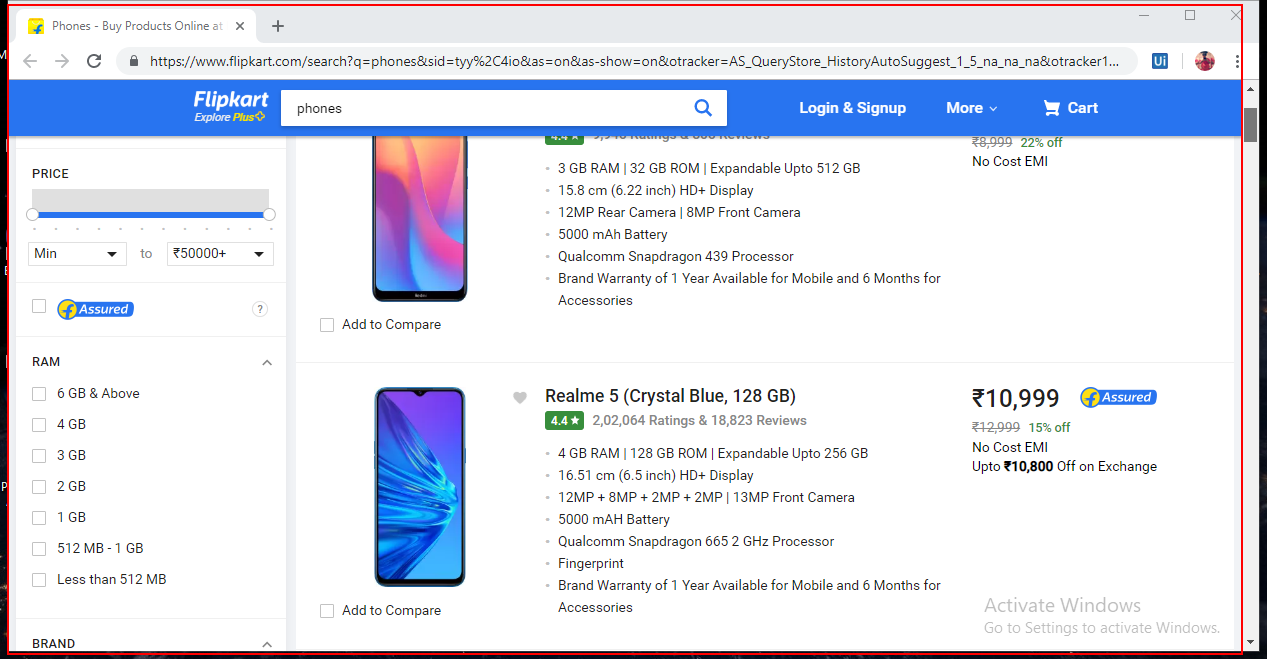 Phones - Buy Products Online at
https://www.flipkart.com/search?q=phones&sid=tyy%2C4io&as=on&as-show=on&otracker=AS_QueryStore_HistoryAutoSuggest_1_5_na_na_na&otracker1...
Ui
Flipkart
Explore Plus
phones
Login & Signup
More
Cart
PRICE
Min
to
₹50000+
Assured
?
RAM
6 GB & Above
4 GB
3 GB
2 GB
1 GB
512 MB - 1 GB
Less than 512 MB
BRAND
4.4★
Ratings &
Reviews
3 GB RAM | 32 GB ROM | Expandable Upto 512 GB
15.8 cm (6.22 inch) HD+ Display
12MP Rear Camera | 8MP Front Camera
5000 mAh Battery
Qualcomm Snapdragon 439 Processor
Brand Warranty of 1 Year Available for Mobile and 6 Months for
Accessories
Add to Compare
₹8,999 22% off
No Cost EMI
Realme 5 (Crystal Blue, 128 GB)
4.4★ 2,02,064 Ratings & 18,823 Reviews
4 GB RAM | 128 GB ROM | Expandable Upto 256 GB
16.51 cm (6.5 inch) HD+ Display
12MP + 8MP + 2MP + 2MP | 13MP Front Camera
5000 mAH Battery
Qualcomm Snapdragon 665 2 GHz Processor
Fingerprint
Brand Warranty of 1 Year Available for Mobile and 6 Months for
Accessories
Add to Compare
₹10,999 Assured
₹12,999 15% off
No Cost EMI
Upto ₹10,800 Off on Exchange
Activate Windows
Go to Settings to activate Windows.